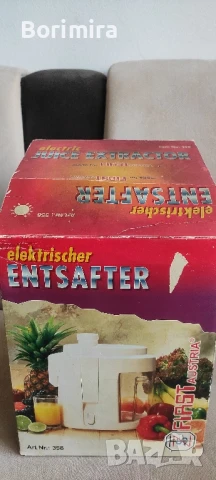 Borimira
elektrischer
ENTSAFTER
Art.Nr.: 358
elektrischer
ENTSAFTER
FIRST
AUSTRIA
Art.Nr.: 358
bazar